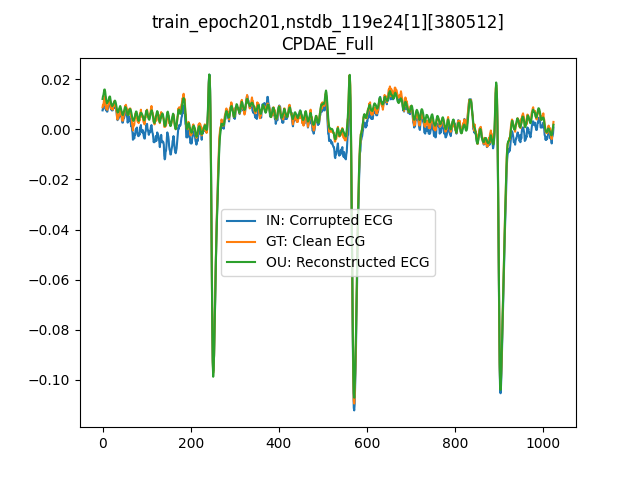 train_epoch201,nstdb_119e24[1][380512]
CPDAE_Full
0.02
0.00
−0.02
−0.04
−0.06
−0.08
−0.10
IN: Corrupted ECG
GT: Clean ECG
OU: Reconstructed ECG
0 200 400 600 800 1000